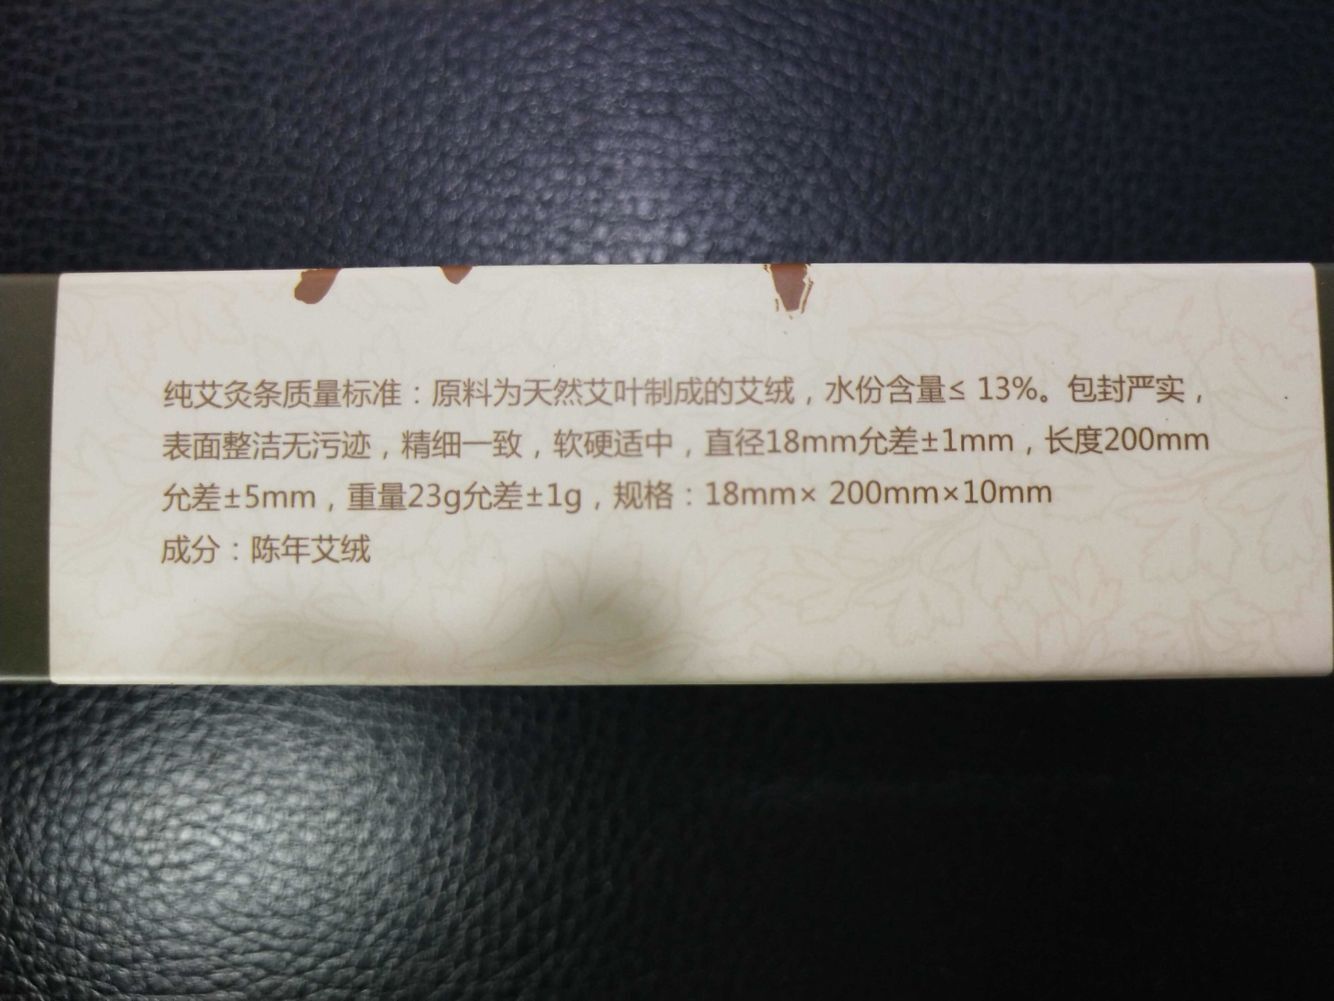 纯艾灸条质量标准：原料为天然艾叶制成的艾绒，水份含量≤ 13%。包封严实，
表面整洁无污迹，精细一致，软硬适中，直径18mm允差±1mm，长度200mm
允差±5mm，重量23g允差±1g，规格：18mm× 200mm×10mm
成分：陈年艾绒